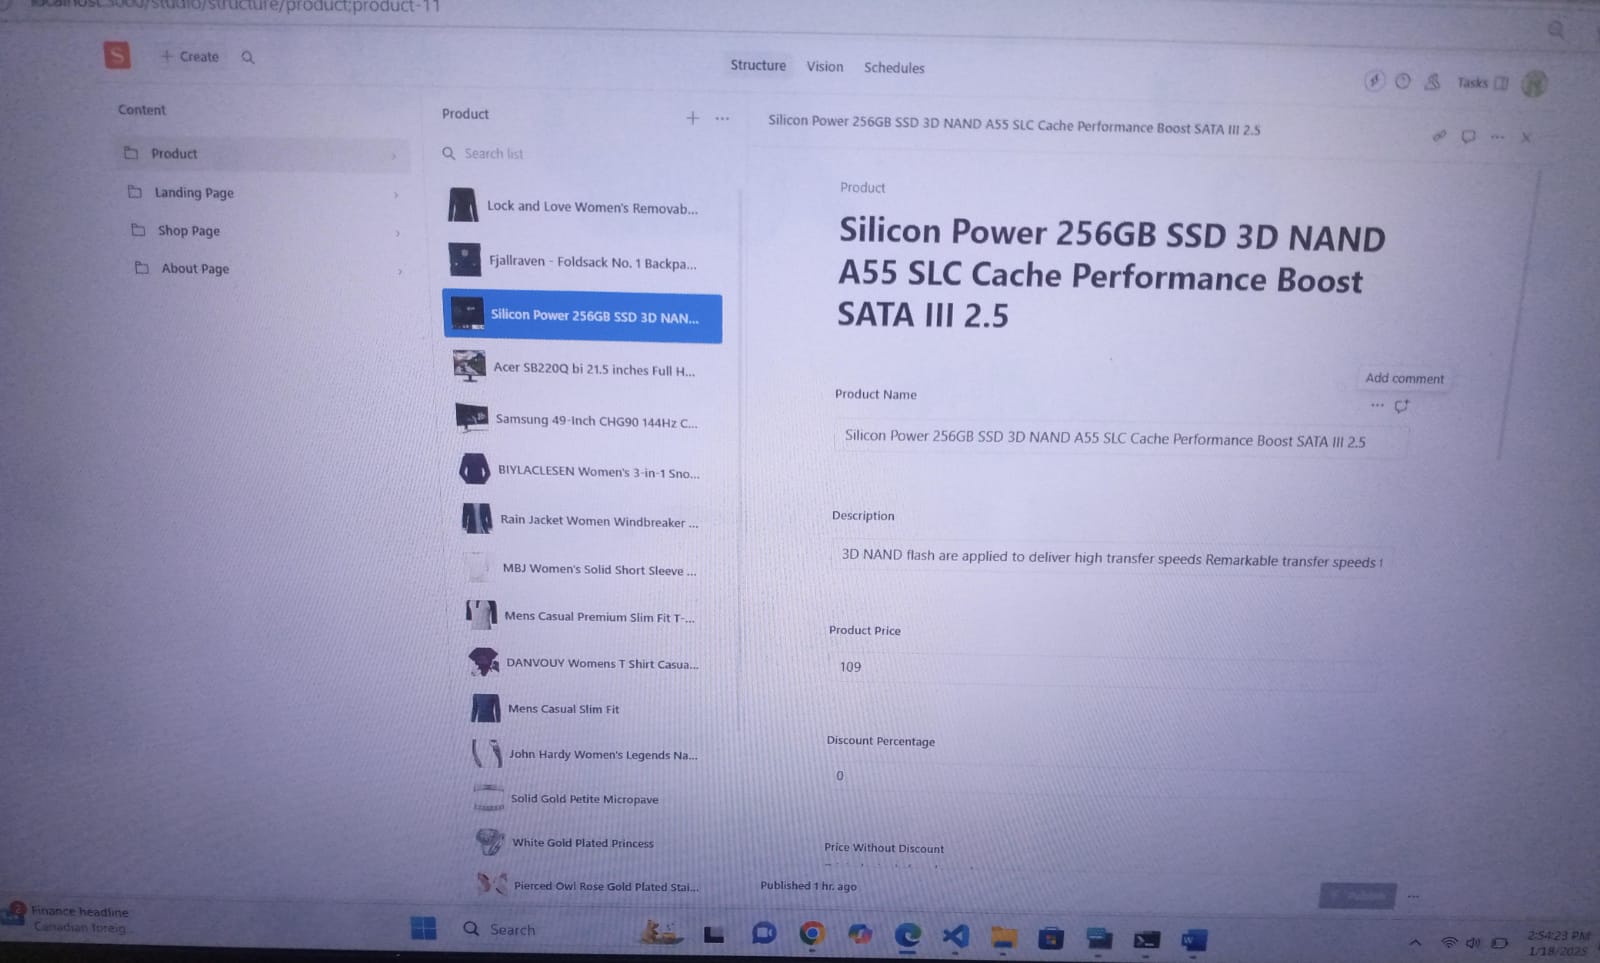 localhost:3000/studio/structure/product;product-11
S
+ Create
Structure
Vision
Schedules
Tasks
Content
Product
Landing Page
Shop Page
About Page
Product
Search list
Lock and Love Women's Removab...
Fjallraven - Foldsack No. 1 Backpa...
Silicon Power 256GB SSD 3D NAN...
Acer SB220Q bi 21.5 inches Full H...
Samsung 49-Inch CHG90 144Hz C...
BIYLACLESEN Women's 3-in-1 Sno...
Rain Jacket Women Windbreaker ...
MBJ Women's Solid Short Sleeve ...
Mens Casual Premium Slim Fit T-...
DANVOUY Womens T Shirt Casua...
Mens Casual Slim Fit
John Hardy Women's Legends Na...
Solid Gold Petite Micropave
White Gold Plated Princess
Pierced Owl Rose Gold Plated Stai...
Silicon Power 256GB SSD 3D NAND A55 SLC Cache Performance Boost SATA III 2.5
Product
Silicon Power 256GB SSD 3D NAND
A55 SLC Cache Performance Boost
SATA III 2.5
Add comment
Product Name
Silicon Power 256GB SSD 3D NAND A55 SLC Cache Performance Boost SATA III 2.5
Description
3D NAND flash are applied to deliver high transfer speeds Remarkable transfer speeds t
Product Price
109
Discount Percentage
0
Price Without Discount
Published 1 hr. ago
2
Finance headline
Canadian foreig...
Search
2:54:23 PM
1/18/2025